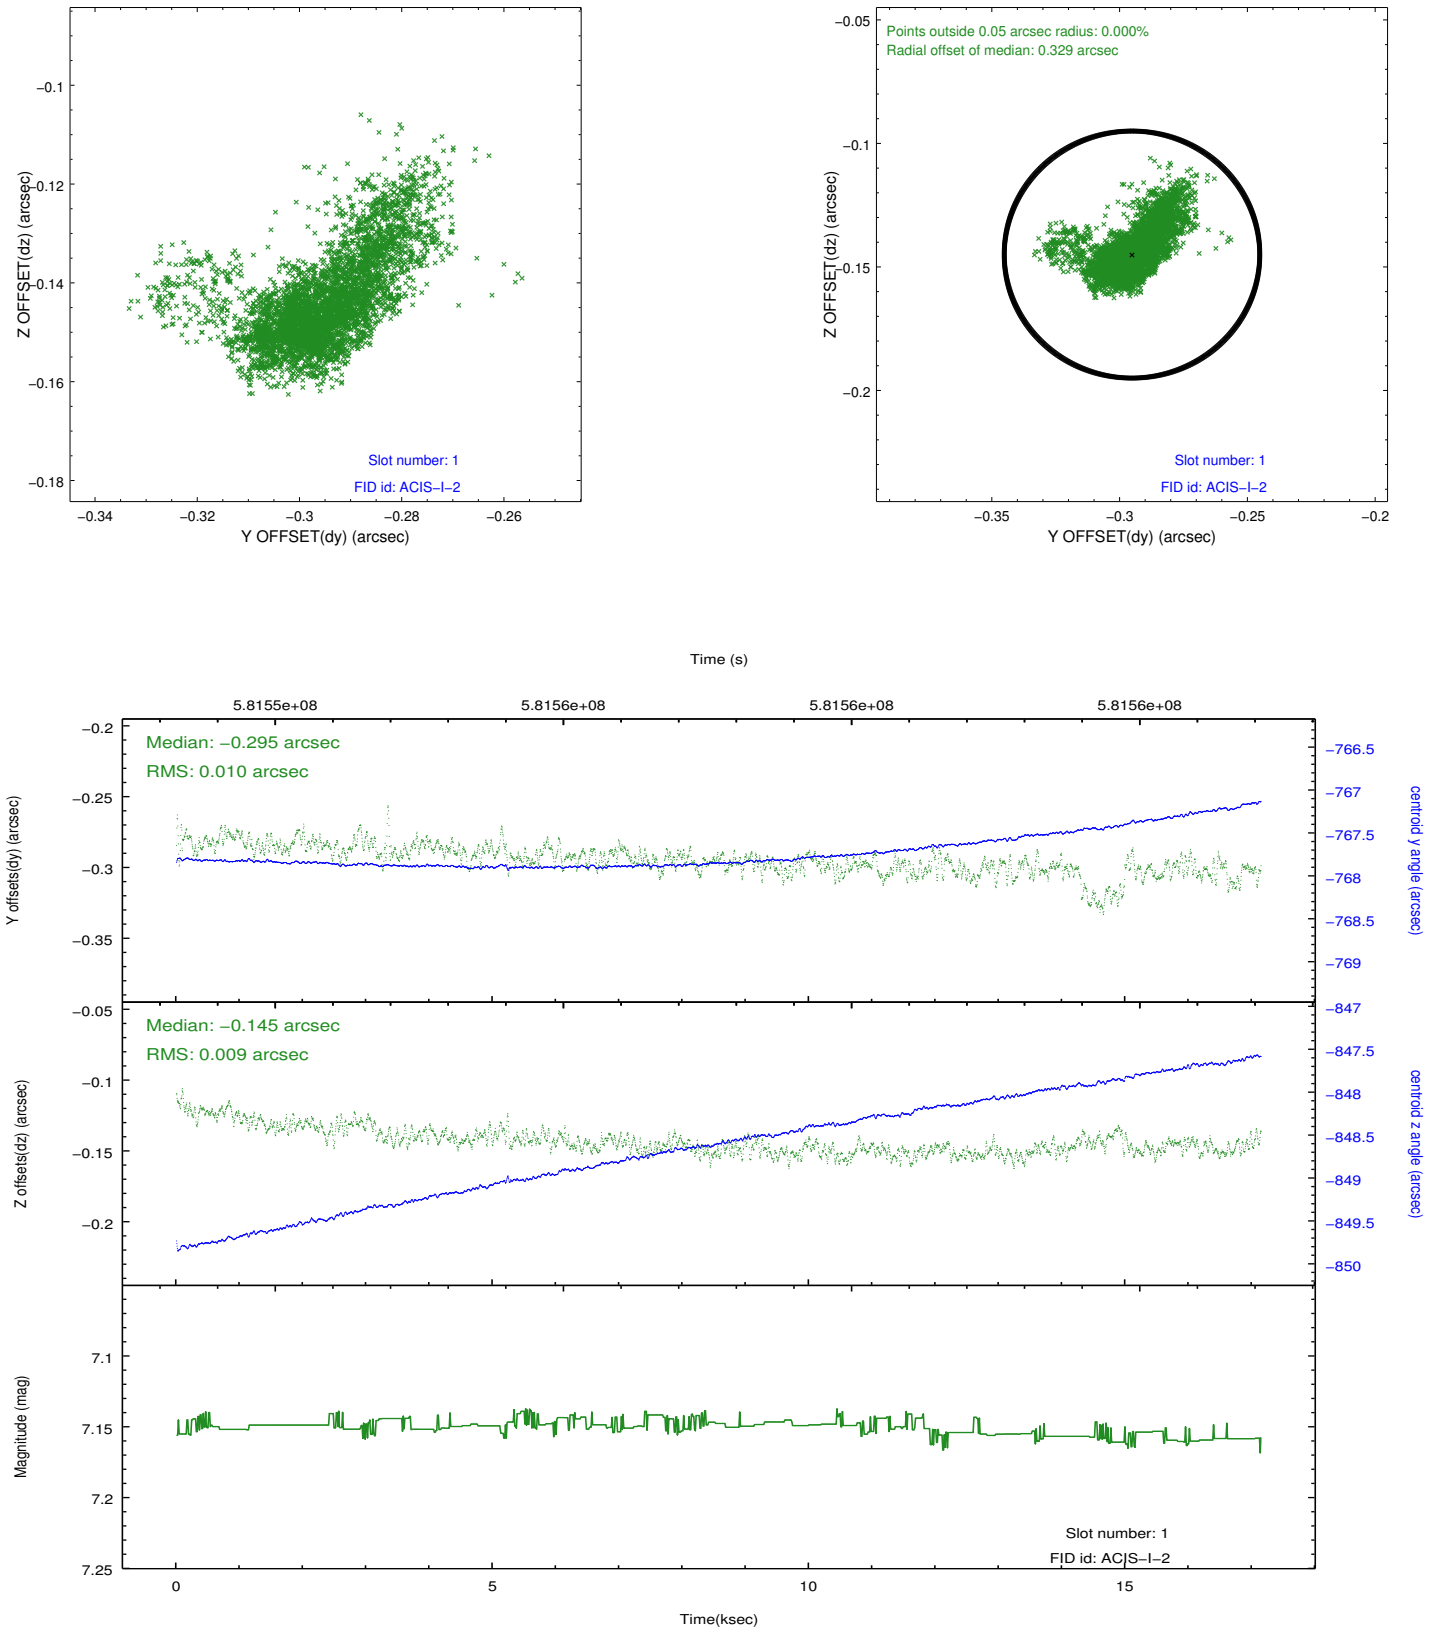 −0.1
−0.12
−0.14
−0.16
−0.18
Z OFFSET(dz) (arcsec)
Slot number: 1
FID id: ACIS−I−2
−0.34 −0.32 −0.3 −0.28 −0.26
Y OFFSET(dy) (arcsec)
Points outside 0.05 arcsec radius: 0.000%
Radial offset of median: 0.329 arcsec
−0.05
−0.1
−0.15
−0.2
Z OFFSET(dz) (arcsec)
Slot number: 1
FID id: ACIS−I−2
−0.35 −0.3 −0.25 −0.2
Y OFFSET(dy) (arcsec)
Time (s)
5.8155e+08 5.8156e+08 5.8156e+08 5.8156e+08
Median: −0.295 arcsec
RMS: 0.010 arcsec
−0.2
−0.25
−0.3
−0.35
Y offsets(dy) (arcsec)
−766.5
−767
−767.5
−768
−768.5
−769
centroid y angle (arcsec)
Median: −0.145 arcsec
RMS: 0.009 arcsec
−0.05
−0.1
−0.15
−0.2
Z offsets(dz) (arcsec)
−847
−847.5
−848
−848.5
−849
−849.5
−850
centroid z angle (arcsec)
7.1
7.15
7.2
7.25
Magnitude (mag)
Slot number: 1
FID id: ACIS−I−2
0 5 10 15
Time(ksec)